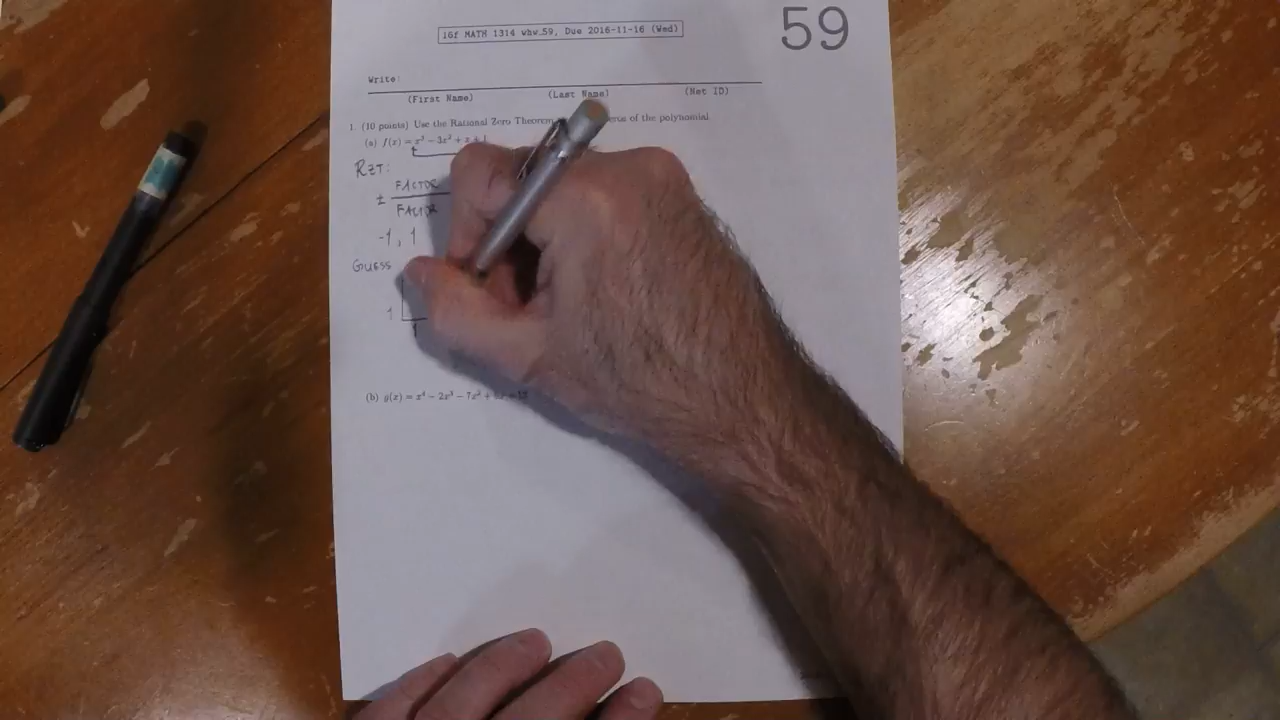 16f MATH 1314 whw.59, Due 2016-11-16 (Wed)
59
Write:
(First Name) (Last Name) (Net ID)
1. (10 points) Use the Rational Zero Theorem of the polynomial
(a) f(x) = x³ − 3x² + x + 1
RZT:
± FACTOR
FACTOR
-1, 1
GUESS
1
(b) g(x) = x⁴ − 2x³ − 7x² +